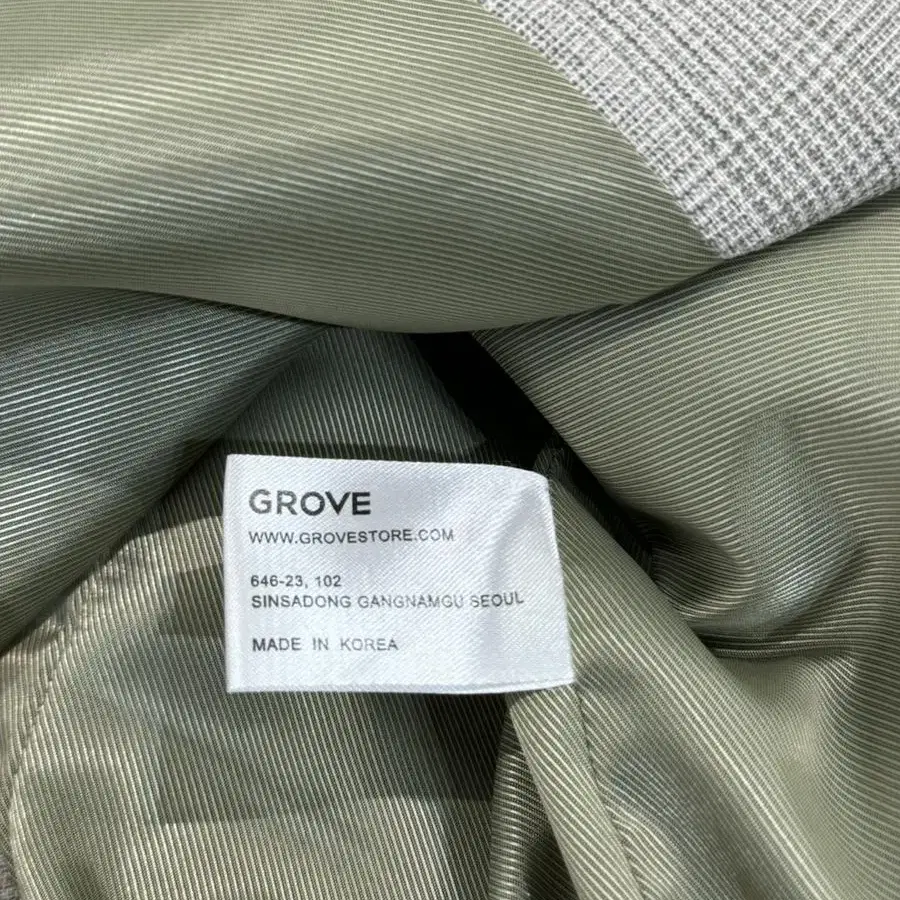 GROVE
WWW.GROVESTORE.COM
646-23, 102
SINSADONG GANGNAMGU SEOUL
MADE IN KOREA